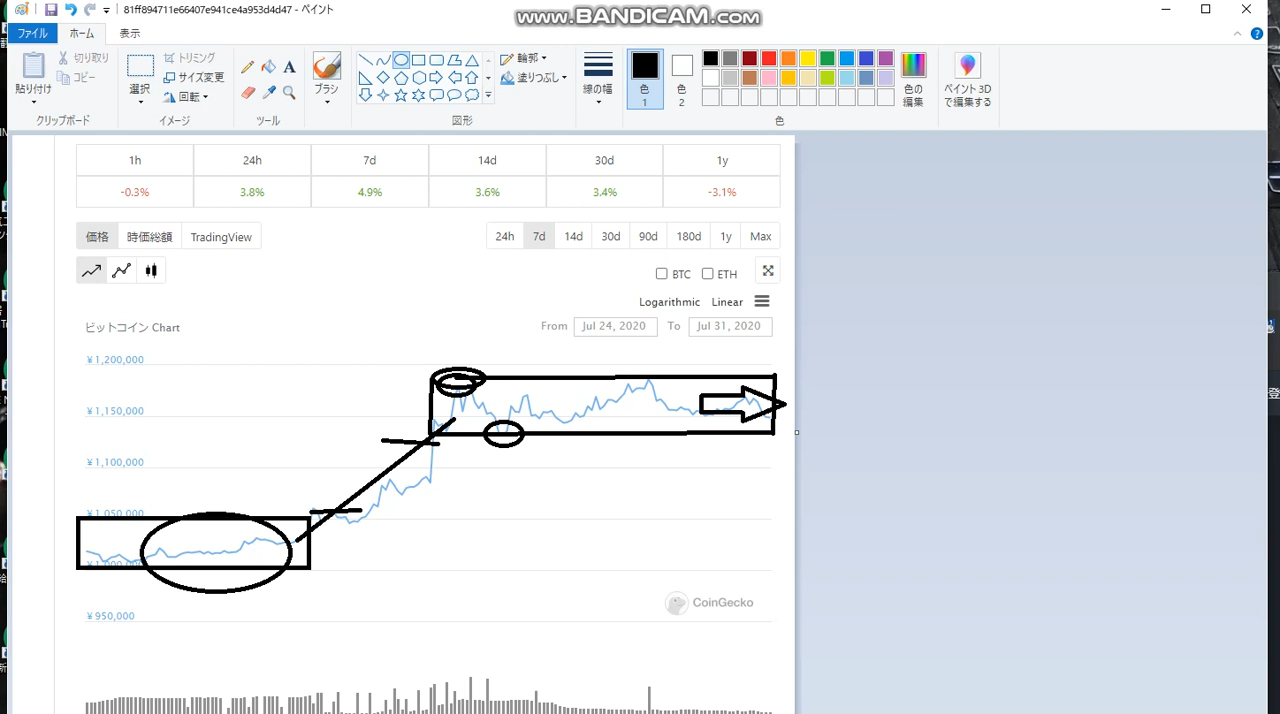 www.BANDICAM.com
81ff894711e66407e941ce4a953d4d47 - ペイント
ファイル ホーム 表示
貼り付け 切り取り コピー
クリップボード
選択 トリミング サイズ変更 回転
イメージ
ツール
ブラシ
輪郭 塗りつぶし
図形
線の幅
色 1
色 2
色の 編集
ペイント 3D で編集する
色
1h 24h 7d 14d 30d 1y
-0.3% 3.8% 4.9% 3.6% 3.4% -3.1%
価格 時価総額 TradingView
24h 7d 14d 30d 90d 180d 1y Max
BTC ETH
Logarithmic Linear
ビットコイン Chart
From Jul 24, 2020 To Jul 31, 2020
¥1,200,000
¥1,150,000
¥1,100,000
¥1,050,000
¥1,000,000
¥950,000
CoinGecko